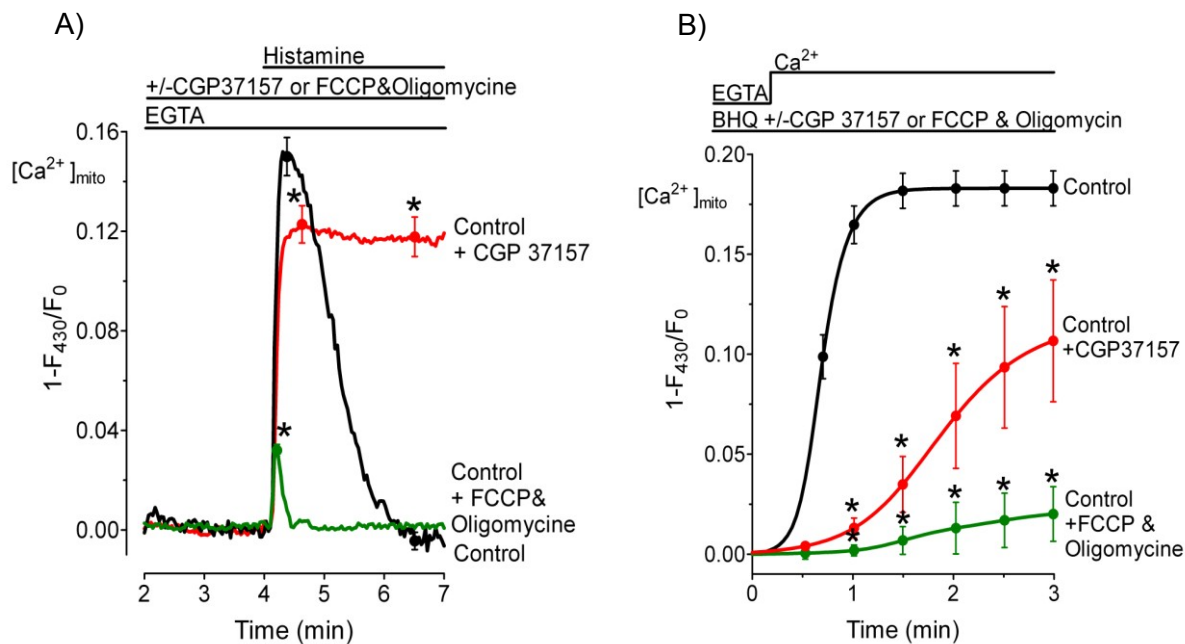 A)
Histamine
+/-CGP37157 or FCCP&Oligomycine
EGTA
0.16
[Ca²⁺]mito
0.12
0.08
0.04
0.00
1-F₄₃₀/F₀
*
*
*
Control
+ CGP 37157
Control
+ FCCP&
Oligomycine
Control
2 3 4 5 6 7
Time (min)
B)
Ca²⁺
EGTA
BHQ +/-CGP 37157 or FCCP & Oligomycin
0.20
[Ca²⁺]mito
0.15
0.10
0.05
0.00
1-F₄₃₀/F₀
Control
* * * * *
Control
+CGP37157
* * * * *
Control
+FCCP &
Oligomycine
0 1 2 3
Time (min)